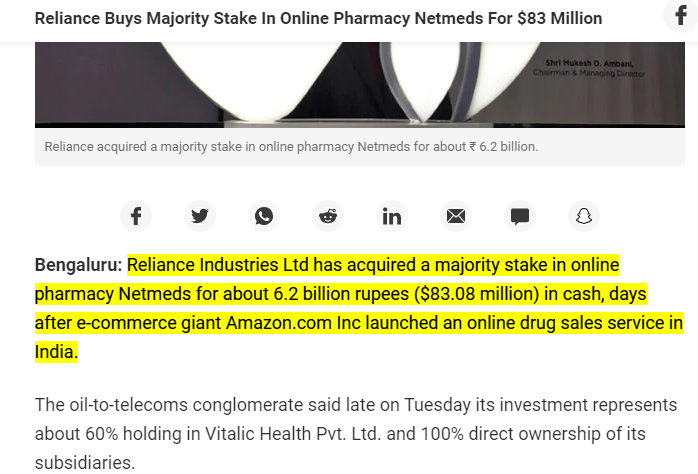 Reliance Buys Majority Stake In Online Pharmacy Netmeds For $83 Million
Shri Mukesh D. Ambani,
Chairman & Managing Director
Reliance acquired a majority stake in online pharmacy Netmeds for about ₹ 6.2 billion.
Bengaluru: Reliance Industries Ltd has acquired a majority stake in online
pharmacy Netmeds for about 6.2 billion rupees ($83.08 million) in cash, days
after e-commerce giant Amazon.com Inc launched an online drug sales service in
India.
The oil-to-telecoms conglomerate said late on Tuesday its investment represents
about 60% holding in Vitalic Health Pvt. Ltd. and 100% direct ownership of its
subsidiaries.